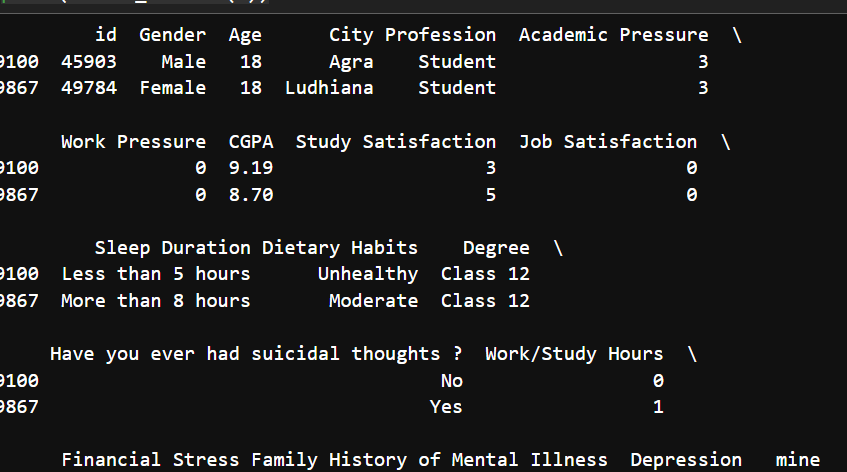 id Gender Age City Profession Academic Pressure \
9100 45903 Male 18 Agra Student 3
9867 49784 Female 18 Ludhiana Student 3
Work Pressure CGPA Study Satisfaction Job Satisfaction \
9100 0 9.19 3 0
9867 0 8.70 5 0
Sleep Duration Dietary Habits Degree \
9100 Less than 5 hours Unhealthy Class 12
9867 More than 8 hours Moderate Class 12
Have you ever had suicidal thoughts ? Work/Study Hours \
9100 No 0
9867 Yes 1
Financial Stress Family History of Mental Illness Depression mine